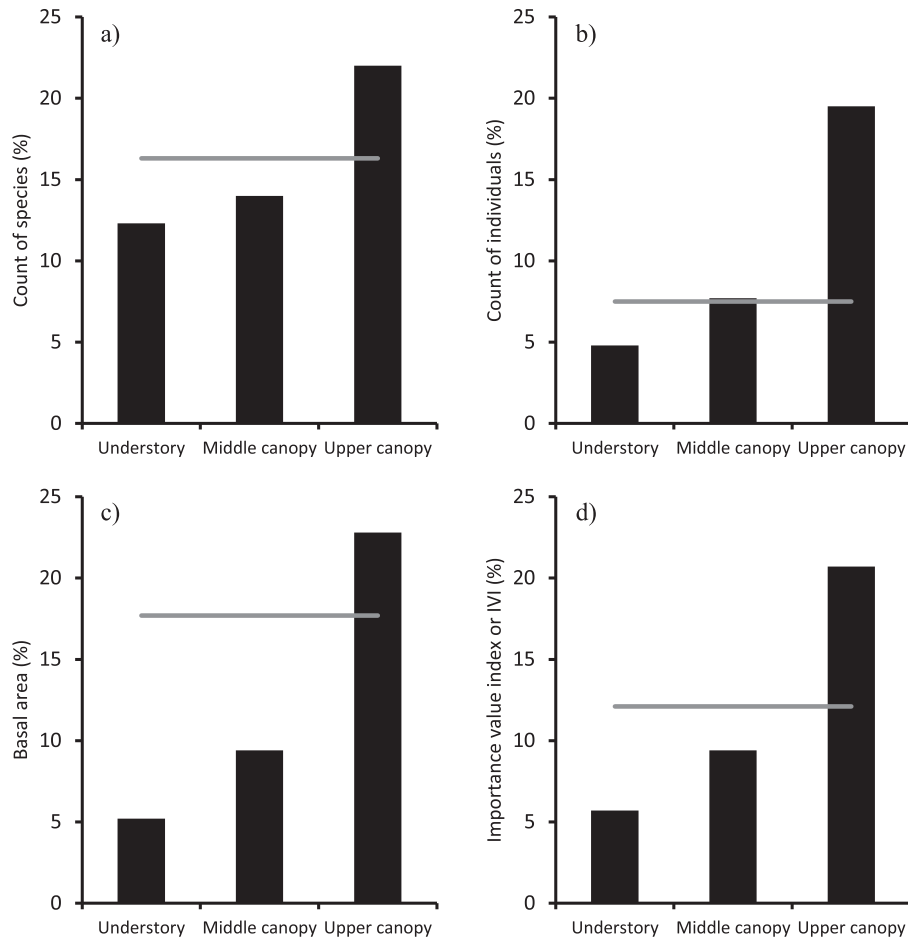 a)
Count of species (%)
25
20
15
10
5
0
Understory Middle canopy Upper canopy
b)
Count of individuals (%)
25
20
15
10
5
0
Understory Middle canopy Upper canopy
c)
Basal area (%)
25
20
15
10
5
0
Understory Middle canopy Upper canopy
d)
Importance value index or IVI (%)
25
20
15
10
5
0
Understory Middle canopy Upper canopy